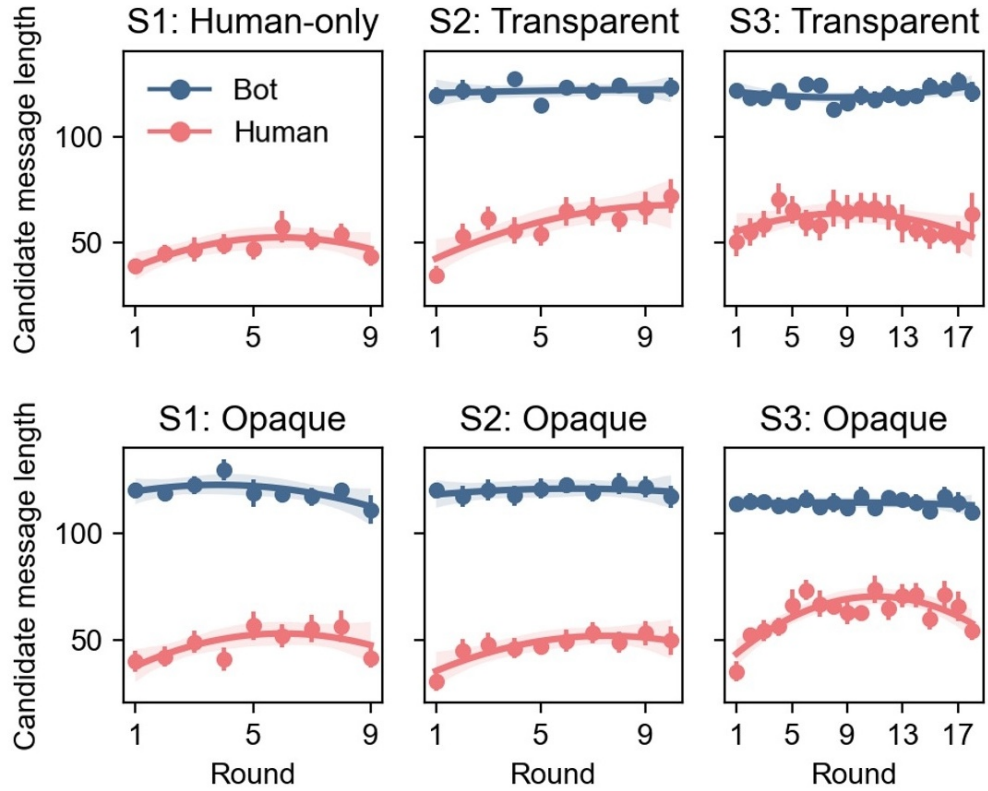 S1: Human-only
S2: Transparent
S3: Transparent
Candidate message length
Bot
Human
100
50
1 5 9
1 5
1 5 9 13 17
S1: Opaque
S2: Opaque
S3: Opaque
Candidate message length
100
50
1 5 9
1 5
1 5 9 13 17
Round
Round
Round